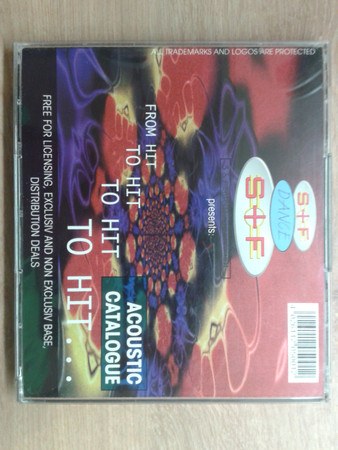 ALL TRADEMARKS AND LOGOS ARE PROTECTED
S+F
DANCE
S+F
presents:
FROM HIT
TO HIT
TO HIT
TO HIT...
ACOUSTIC
CATALOGUE
FREE FOR LICENSING, EXCLUSIV AND NON EXCLUSIV BASE,
DISTRIBUTION DEALS